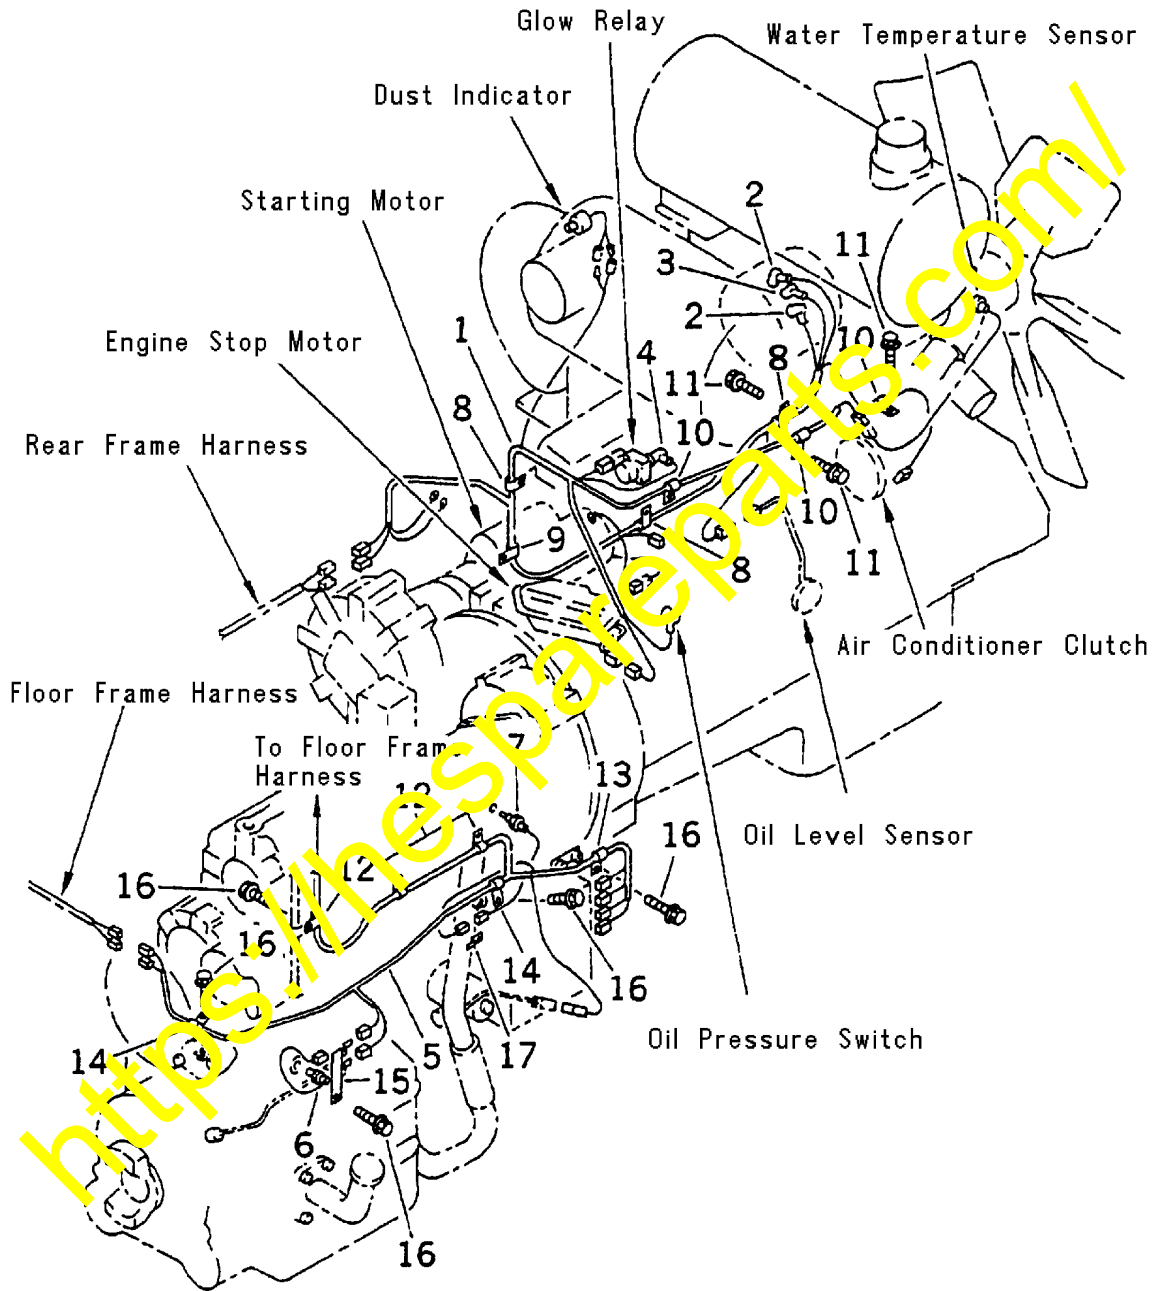 Glow Relay
Water Temperature Sensor
Dust Indicator
Starting Motor
2
11
3
2
1
Engine Stop Motor
4
8
10
11
8
Rear Frame Harness
10
9
10
8
11
Air Conditioner Clutch
Floor Frame Harness
To Floor Frame
Harness
7
13
12
Oil Level Sensor
16
12
16
16
14
16
Oil Pressure Switch
14
5
17
15
6
16
https://hespareparts.com/